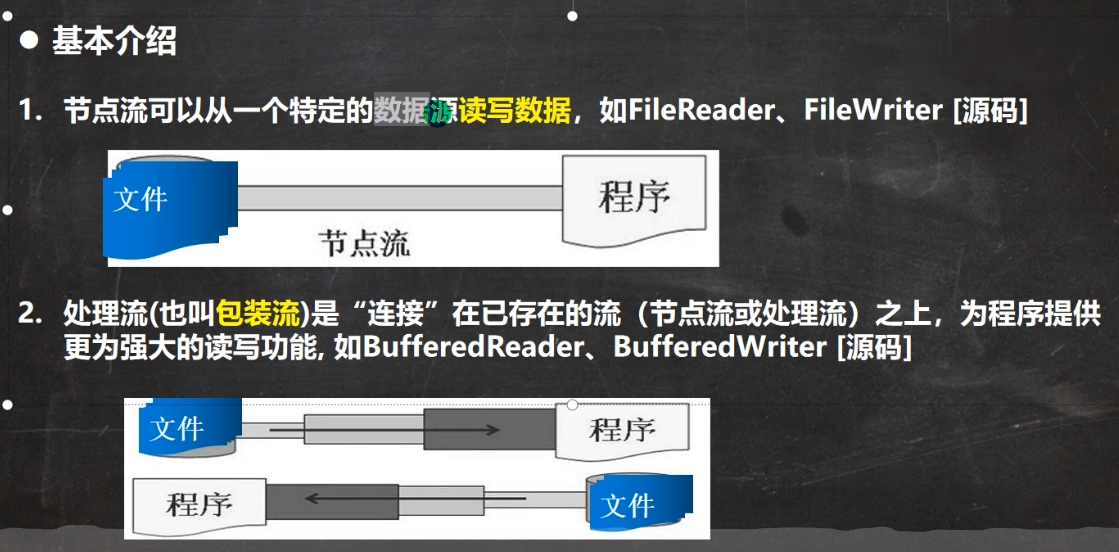 ● 基本介绍
1. 节点流可以从一个特定的数据源读写数据，如FileReader、FileWriter [源码]
文件
程序
节点流
2. 处理流(也叫包装流)是“连接”在已存在的流（节点流或处理流）之上，为程序提供
更为强大的读写功能, 如BufferedReader、BufferedWriter [源码]
文件
程序
程序
文件